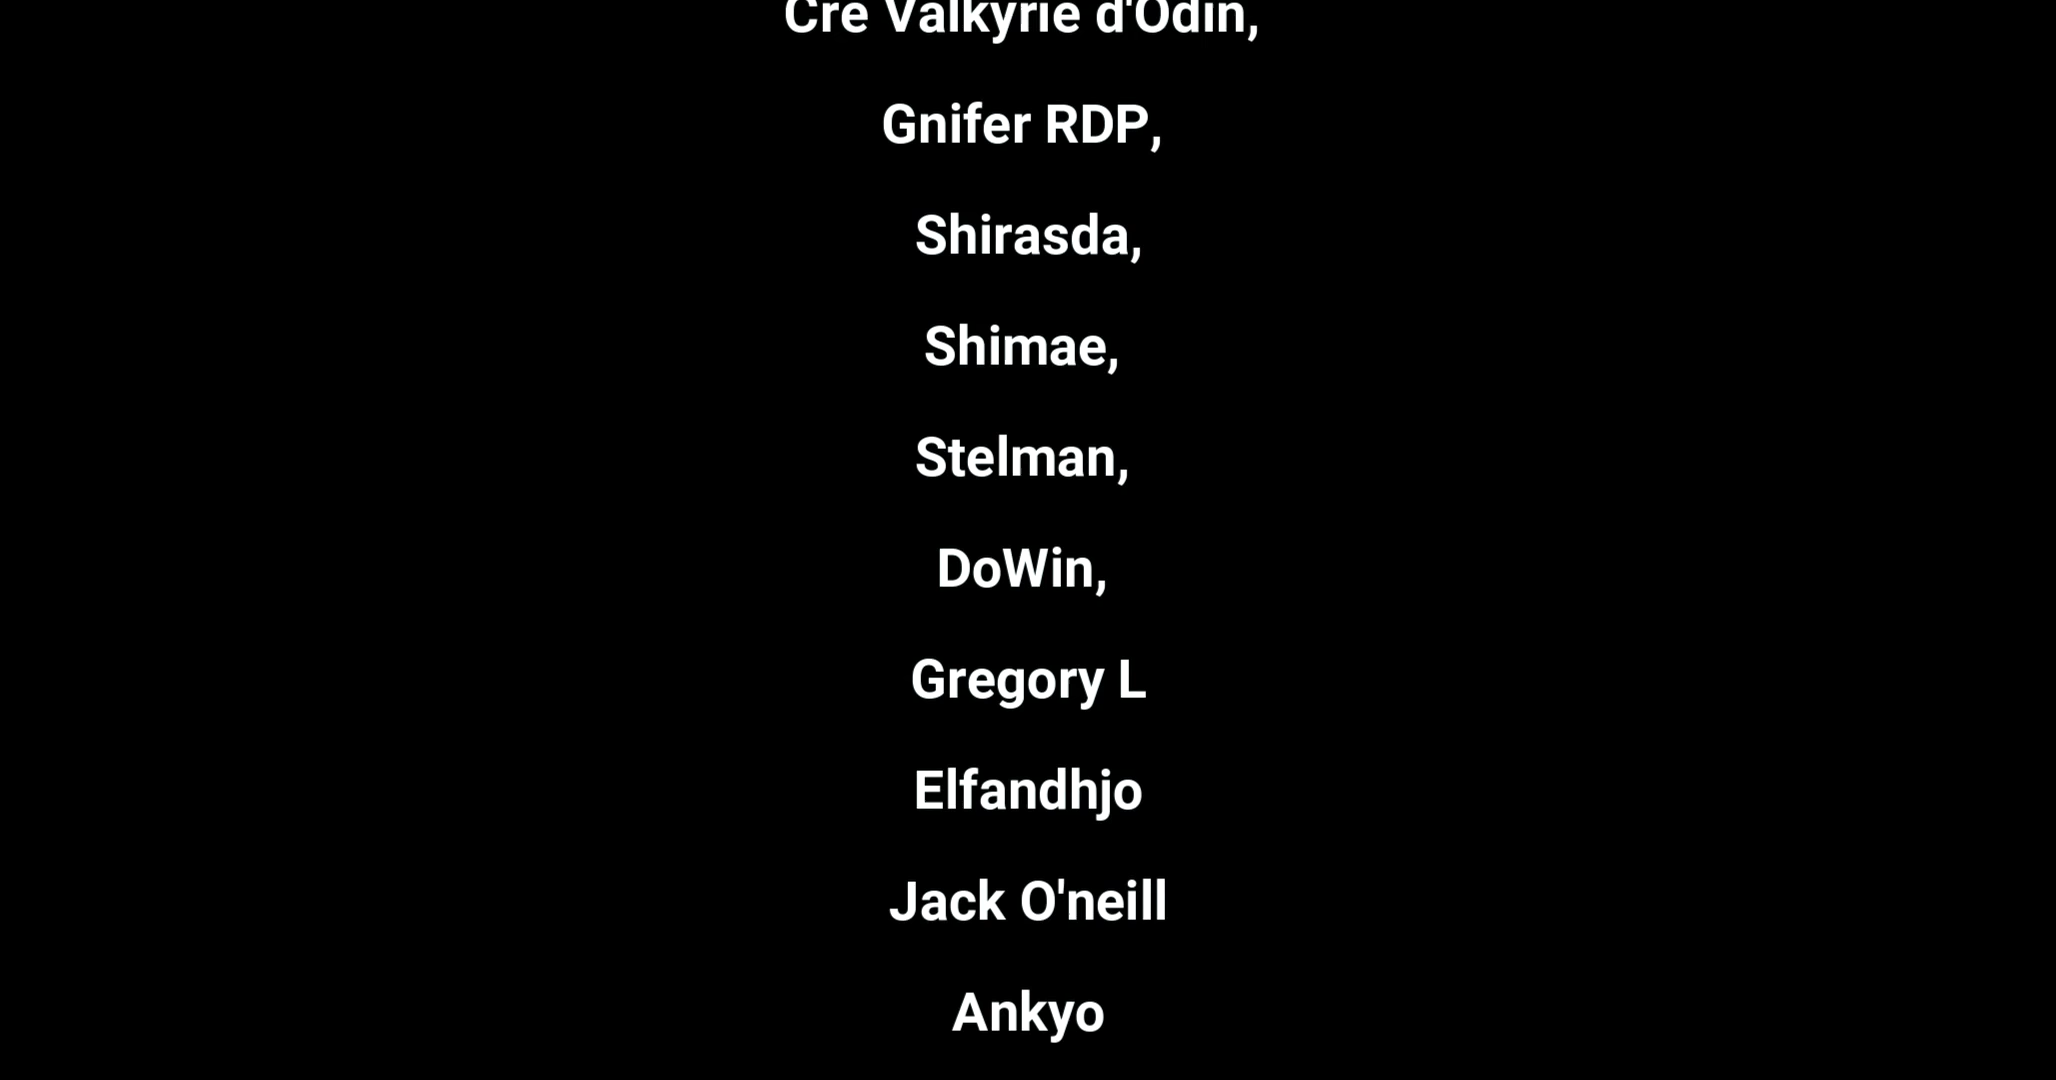 Cre Valkyrie d'Odin,
Gnifer RDP,
Shirasda,
Shimae,
Stelman,
DoWin,
Gregory L
Elfandhjo
Jack O'neill
Ankyo